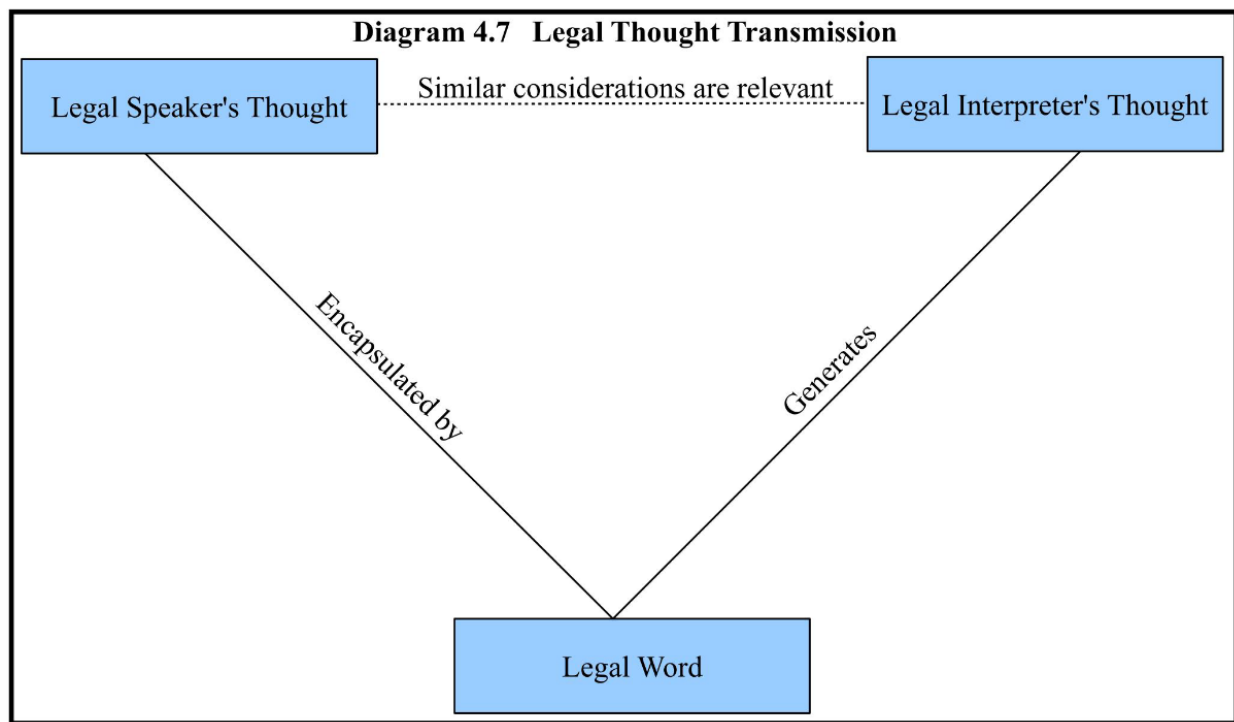 Diagram 4.7 Legal Thought Transmission
Legal Speaker's Thought
Similar considerations are relevant
Legal Interpreter's Thought
Encapsulated by
Generates
Legal Word